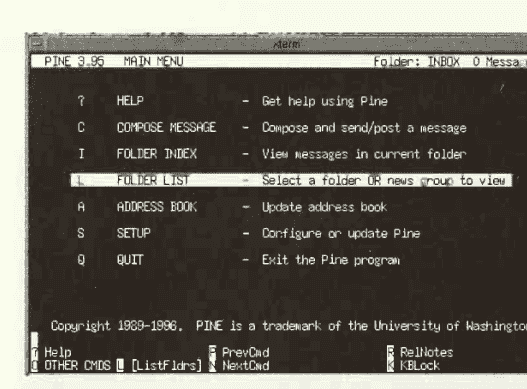 xterm
PINE 3.95 MAIN MENU Folder: INBOX 0 Messa
? HELP - Get help using Pine
C COMPOSE MESSAGE - Compose and send/post a message
I FOLDER INDEX - View messages in current folder
L FOLDER LIST - Select a folder OR news group to view
A ADDRESS BOOK - Update address book
S SETUP - Configure or update Pine
Q QUIT - Exit the Pine program
Copyright 1989-1996. PINE is a trademark of the University of Washingto
? Help P PrevCmd R RelNotes
O OTHER CMDS L [ListFldrs] N NextCmd K KBLock